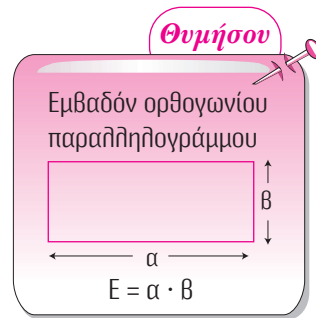 Θυμήσου
Εμβαδόν ορθογωνίου
παραλληλογράμμου
β
α
Ε = α · β